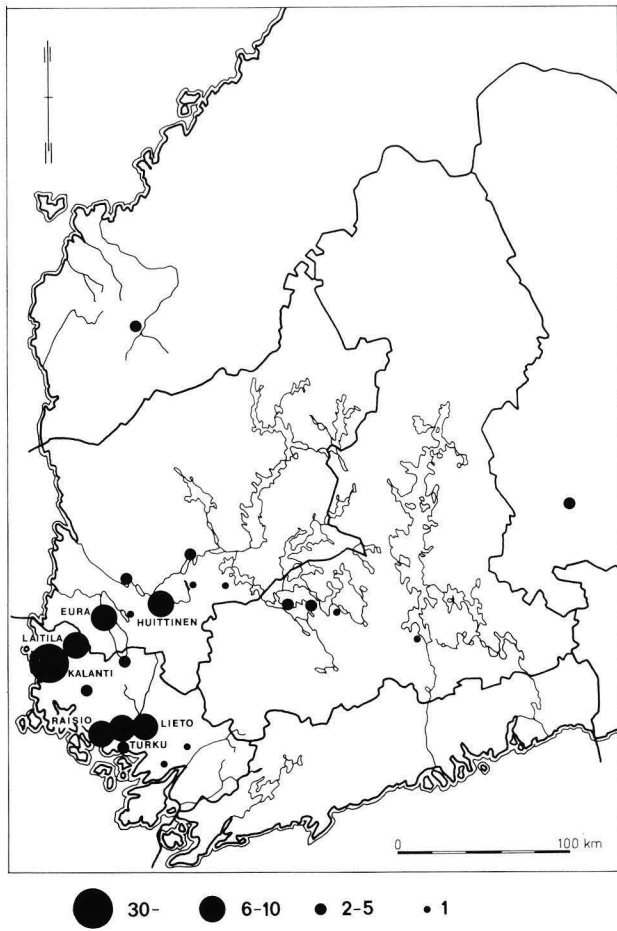 EURA
HUITTINEN
LAITILA
KALANTI
RAISIO
LIETO
TURKU
0 100 km
30- 6-10 2-5 1